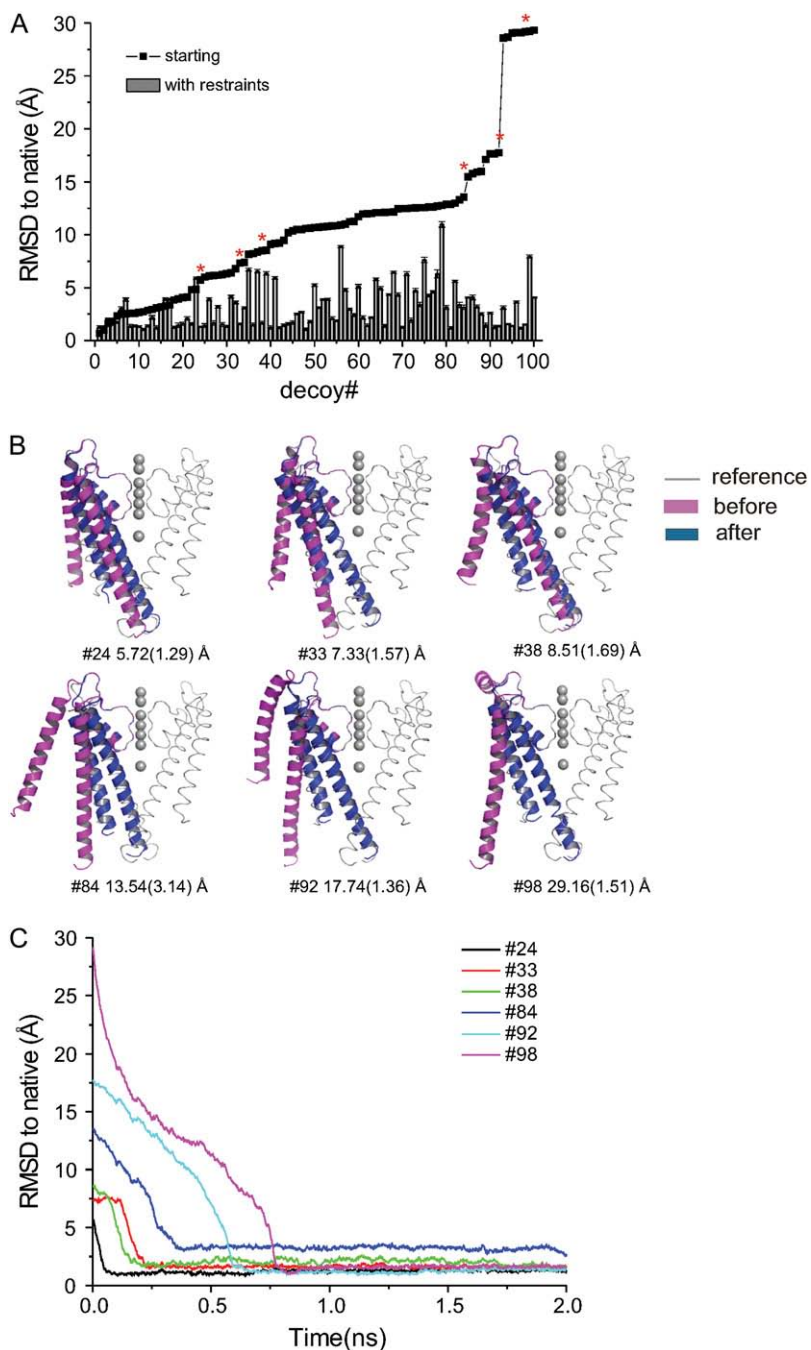 A
RMSD to native (Å)
30
25
20
15
10
5
0
starting
with restraints
*
*
*
*
*
*
0 10 20 30 40 50 60 70 80 90 100
decoy#
B
reference
before
after
#24 5.72(1.29) Å
#33 7.33(1.57) Å
#38 8.51(1.69) Å
#84 13.54(3.14) Å
#92 17.74(1.36) Å
#98 29.16(1.51) Å
C
RMSD to native (Å)
30
25
20
15
10
5
0
#24
#33
#38
#84
#92
#98
0.0 0.5 1.0 1.5 2.0
Time(ns)